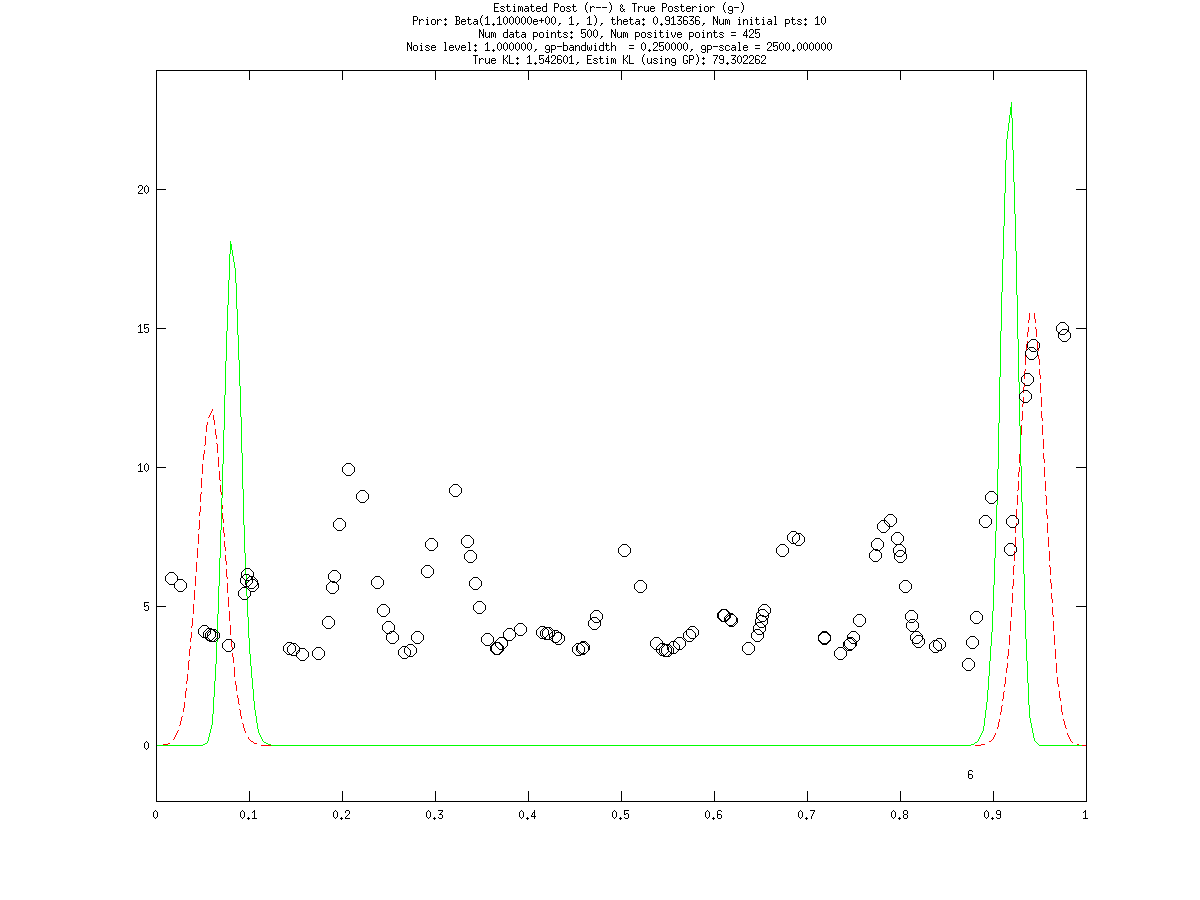 Estimated Post (r--) & True Posterior (g-)
Prior: Beta(1.100000e+00, 1, 1), theta: 0.913636, Num initial pts: 10
Num data points: 500, Num positive points = 425
Noise level: 1.000000, gp-bandwidth  = 0.250000, gp-scale = 2500.000000
True KL: 1.542601, Estim KL (using GP): 79.302262
20
15
10
5
0
6
0 0.1 0.2 0.3 0.4 0.5 0.6 0.7 0.8 0.9 1